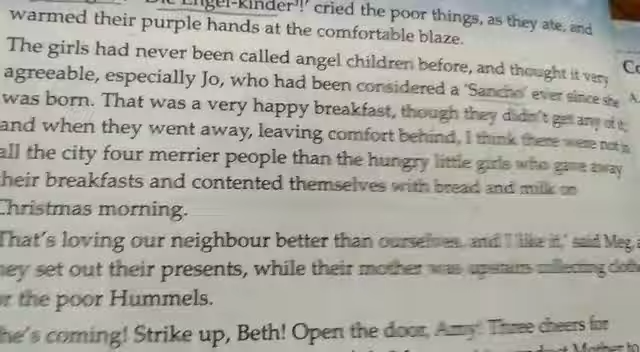 Engel-kinder!' cried the poor things, as they ate, and
warmed their purple hands at the comfortable blaze.
The girls had never been called angel children before, and thought it very
agreeable, especially Jo, who had been considered a 'Sancho' ever since she
was born. That was a very happy breakfast, though they didn't get any of it;
and when they went away, leaving comfort behind, I think there were not in
all the city four merrier people than the hungry little girls who gave away
their breakfasts and contented themselves with bread and milk on
Christmas morning.
That's loving our neighbour better than ourselves, and I like it,' said Meg,
hey set out their presents, while their mother was upstairs collecting
or the poor Hummels.
he's coming! Strike up, Beth! Open the door, Amy! Three cheers for
Mother to